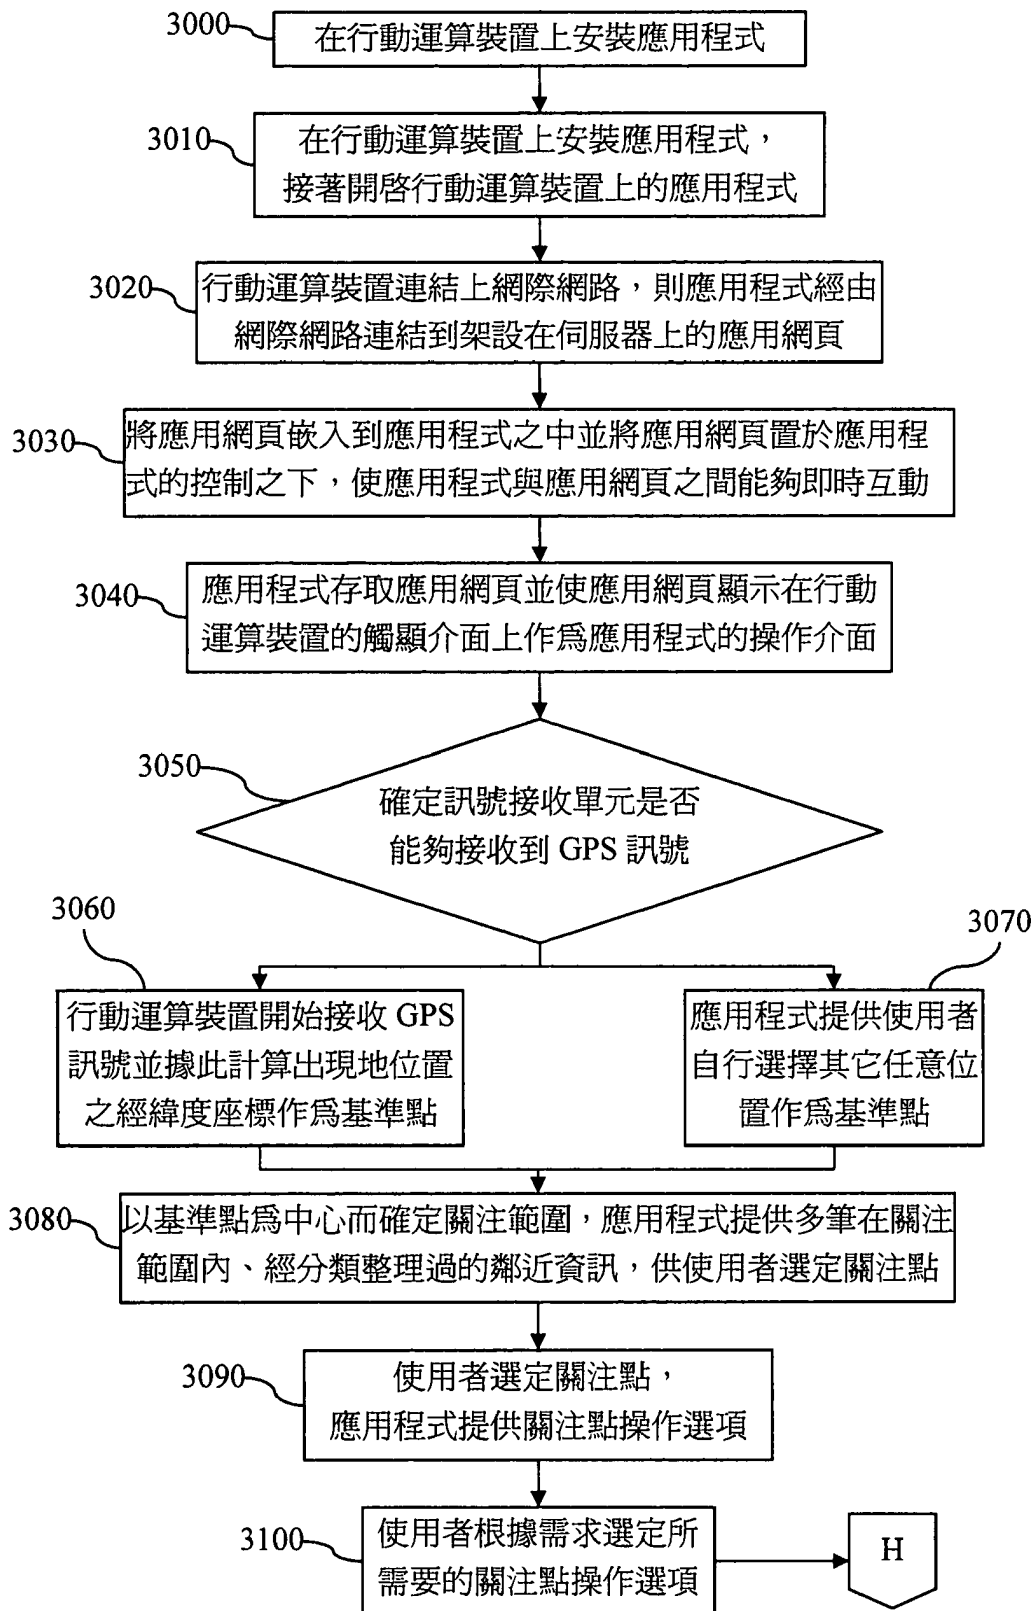 3000
在行動運算裝置上安裝應用程式
3010
在行動運算裝置上安裝應用程式，
接著開啓行動運算裝置上的應用程式
3020
行動運算裝置連結上網際網路，則應用程式經由
網際網路連結到架設在伺服器上的應用網頁
3030
將應用網頁嵌入到應用程式之中並將應用網頁置於應用程
式的控制之下，使應用程式與應用網頁之間能夠即時互動
3040
應用程式存取應用網頁並使應用網頁顯示在行動
運算裝置的觸顯介面上作爲應用程式的操作介面
3050
確定訊號接收單元是否
能夠接收到 GPS 訊號
3060
行動運算裝置開始接收 GPS
訊號並據此計算出現地位置
之經緯度座標作爲基準點
3070
應用程式提供使用者
自行選擇其它任意位
置作爲基準點
3080
以基準點爲中心而確定關注範圍，應用程式提供多筆在關注
範圍內、經分類整理過的鄰近資訊，供使用者選定關注點
3090
使用者選定關注點，
應用程式提供關注點操作選項
3100
使用者根據需求選定所
需要的關注點操作選項
H